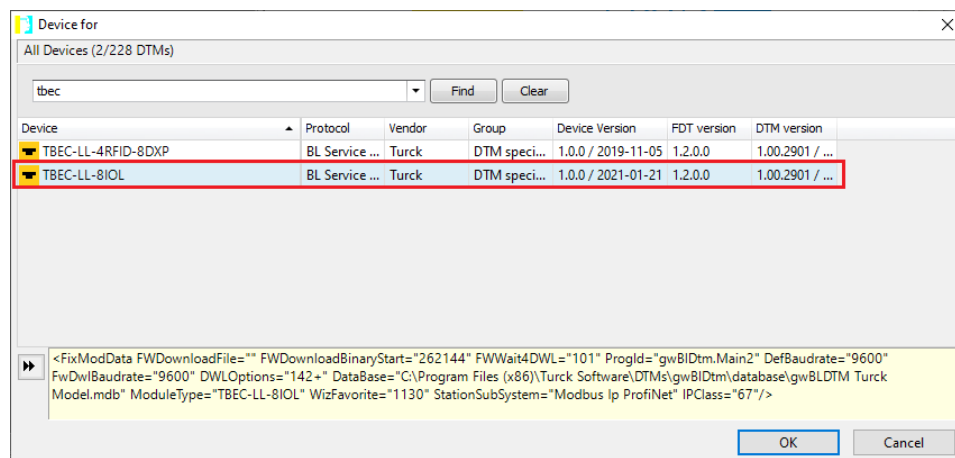 Device for
All Devices (2/228 DTMs)
tbec Find Clear
Device Protocol Vendor Group Device Version FDT version DTM version
TBEC-LL-4RFID-8DXP BL Service ... Turck DTM speci... 1.0.0 / 2019-11-05 1.2.0.0 1.00.2901 / ...
TBEC-LL-8IOL BL Service ... Turck DTM speci... 1.0.0 / 2021-01-21 1.2.0.0 1.00.2901 / ...
<FixModData FWDownloadFile="" FWDownloadBinaryStart="262144" FWWait4DWL="101" ProgId="gwBlDtm.Main2" DefBaudrate="9600"
FwDwlBaudrate="9600" DWLOptions="142+" DataBase="C:\Program Files (x86)\Turck Software\DTMs\gwBlDtm\database\gwBLDTM Turck
Model.mdb" ModuleType="TBEC-LL-8IOL" WizFavorite="1130" StationSubSystem="Modbus Ip ProfiNet" IPClass="67"/>
OK Cancel